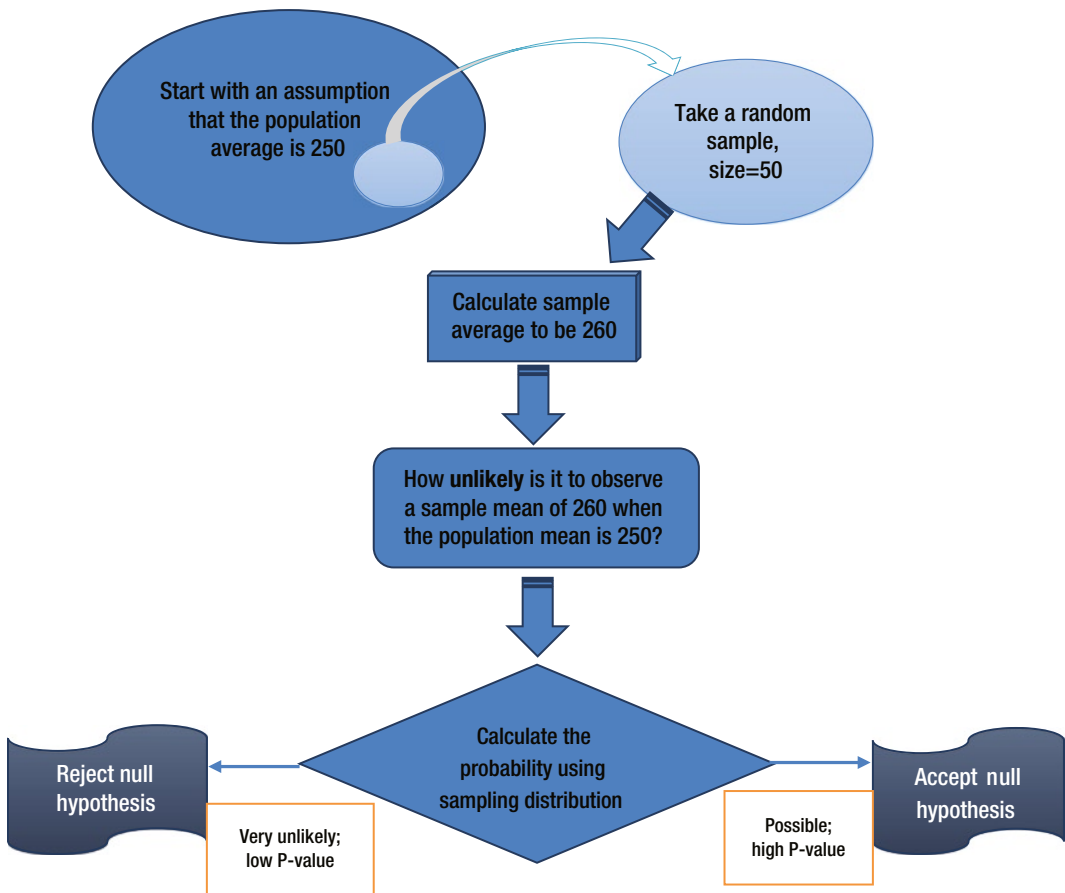 Start with an assumption
that the population
average is 250
Take a random
sample,
size=50
Calculate sample
average to be 260
How unlikely is it to observe
a sample mean of 260 when
the population mean is 250?
Calculate the
probability using
sampling distribution
Reject null
hypothesis
Very unlikely;
low P-value
Possible;
high P-value
Accept null
hypothesis